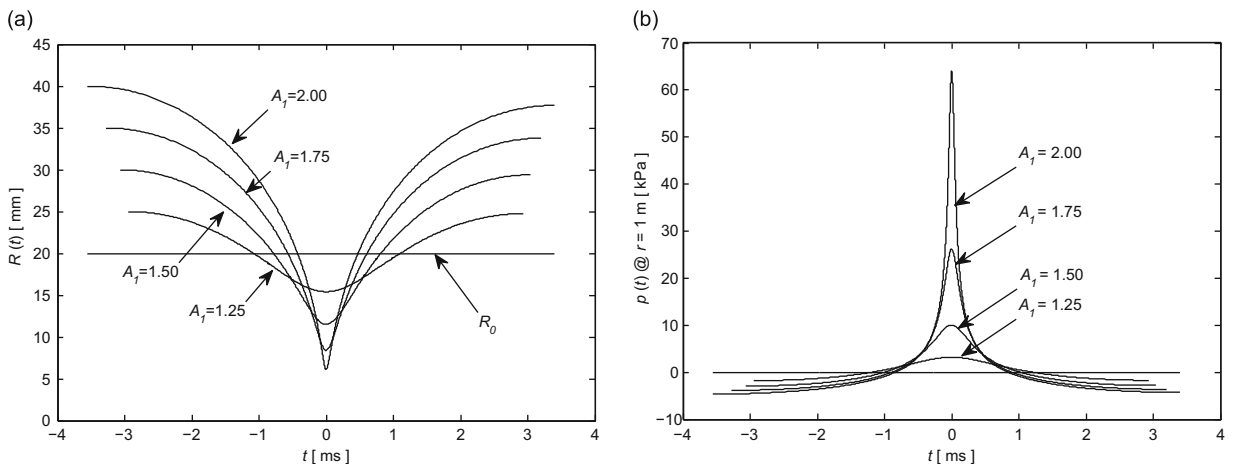 (a)
45
40
35
30
25
20
15
10
5
0
R (t) [ mm ]
−4 −3 −2 −1 0 1 2 3 4
t [ ms ]
A1=2.00
A1=1.75
A1=1.50
A1=1.25
R0
(b)
70
60
50
40
30
20
10
0
−10
p (t) @ r = 1 m [ kPa ]
−4 −3 −2 −1 0 1 2 3 4
t [ ms ]
A1 = 2.00
A1 = 1.75
A1 = 1.50
A1 = 1.25